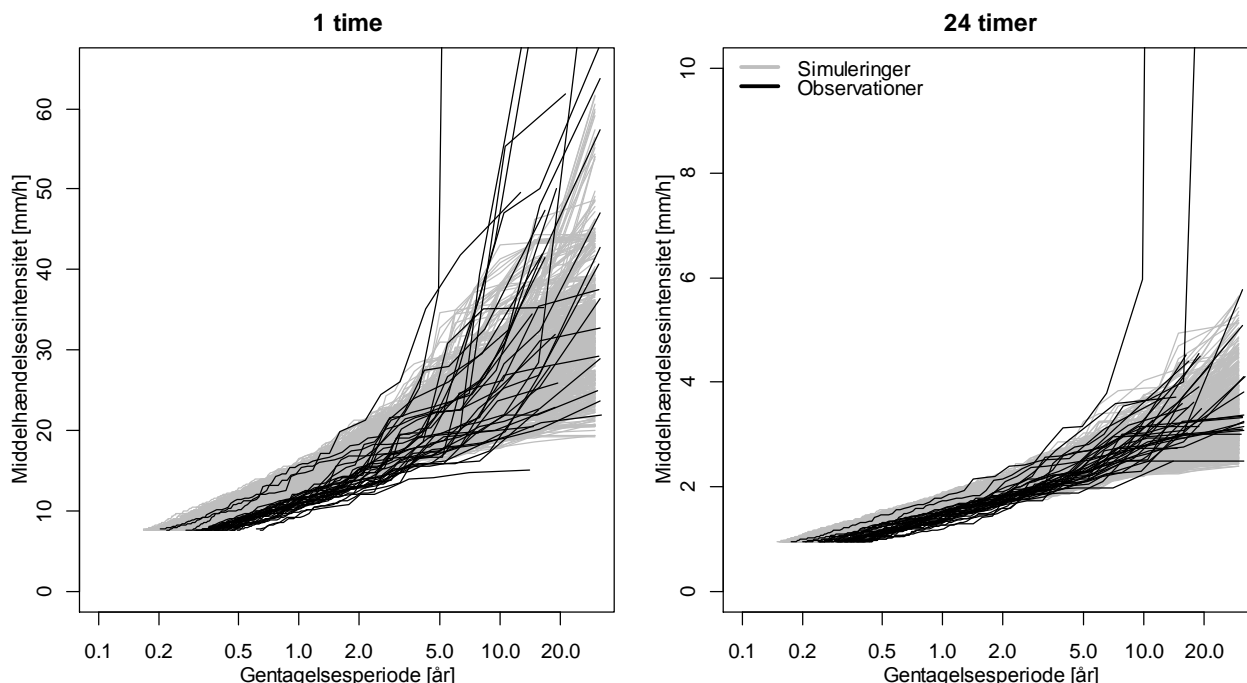 1 time
Middelhændelsesintensitet [mm/h]
60
50
40
30
20
10
0
0.1 0.2 0.5 1.0 2.0 5.0 10.0 20.0
Gentagelsesperiode [år]
24 timer
Simuleringer
Observationer
Middelhændelsesintensitet [mm/h]
10
8
6
4
2
0
0.1 0.2 0.5 1.0 2.0 5.0 10.0 20.0
Gentagelsesperiode [år]